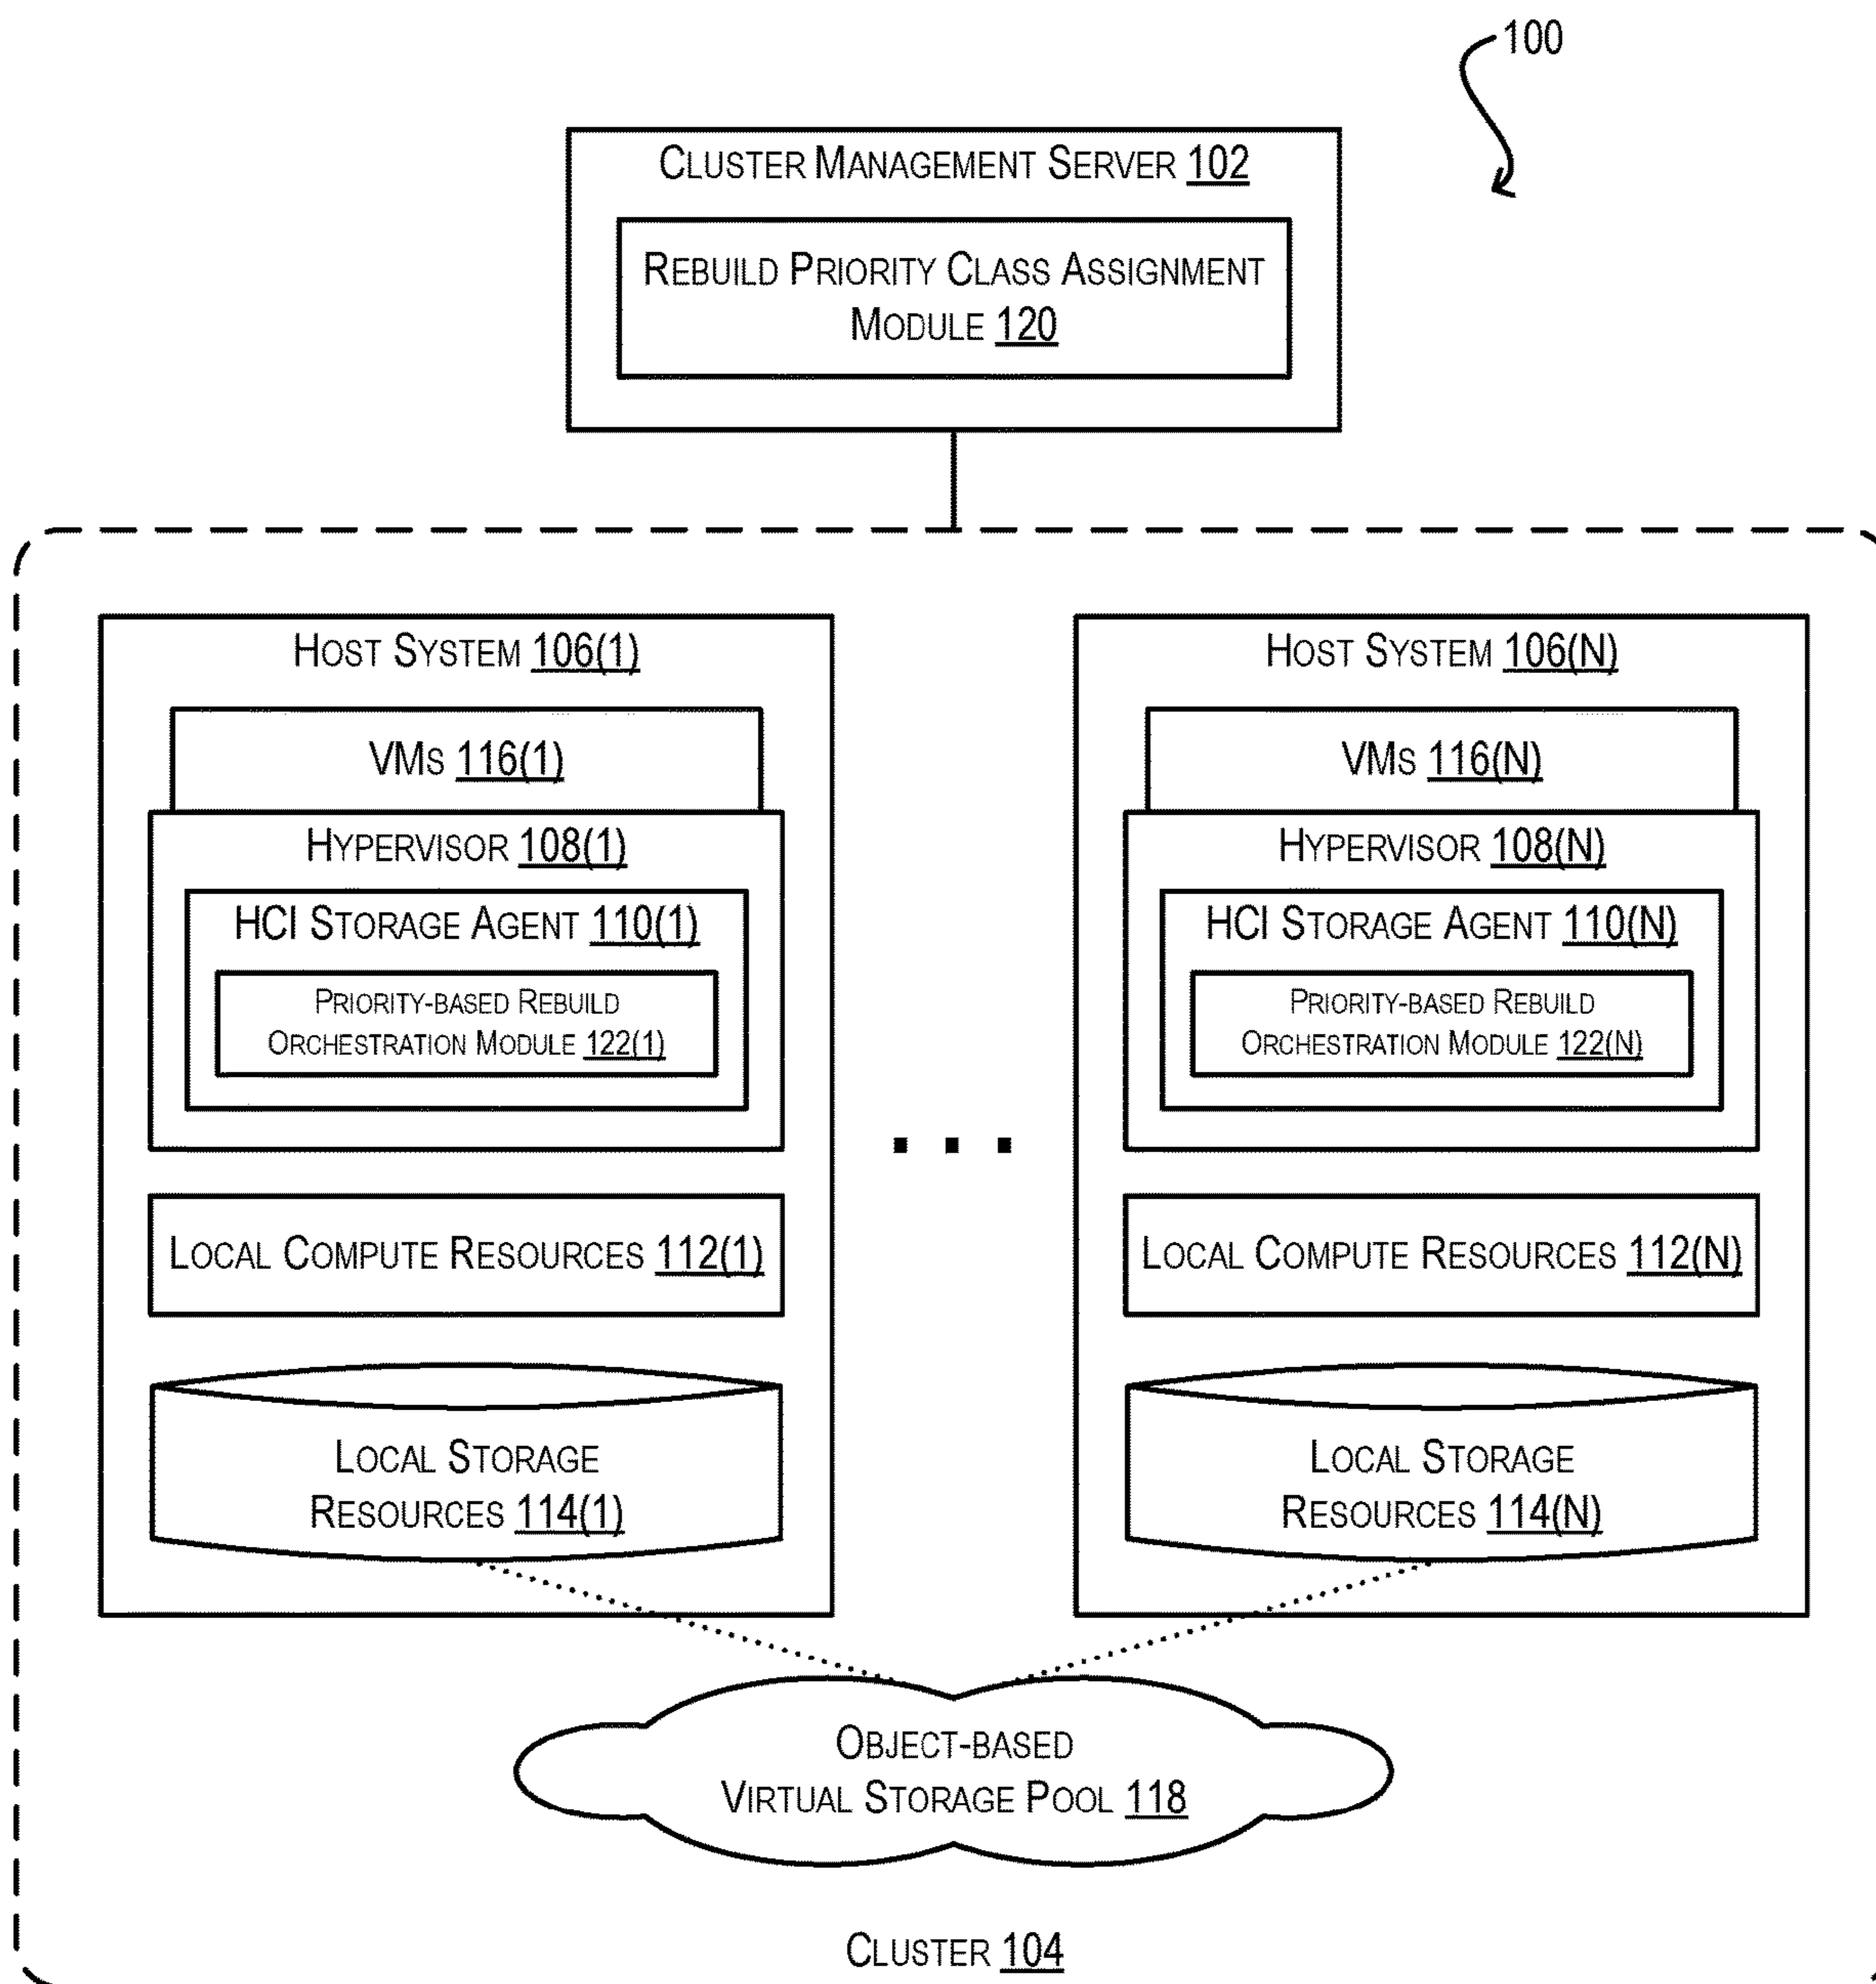 100
Cluster Management Server 102
Rebuild Priority Class Assignment
Module 120
Host System 106(1)
VMs 116(1)
Hypervisor 108(1)
HCI Storage Agent 110(1)
Priority-based Rebuild
Orchestration Module 122(1)
Local Compute Resources 112(1)
Local Storage
Resources 114(1)
. . .
Host System 106(N)
VMs 116(N)
Hypervisor 108(N)
HCI Storage Agent 110(N)
Priority-based Rebuild
Orchestration Module 122(N)
Local Compute Resources 112(N)
Local Storage
Resources 114(N)
Object-based
Virtual Storage Pool 118
Cluster 104